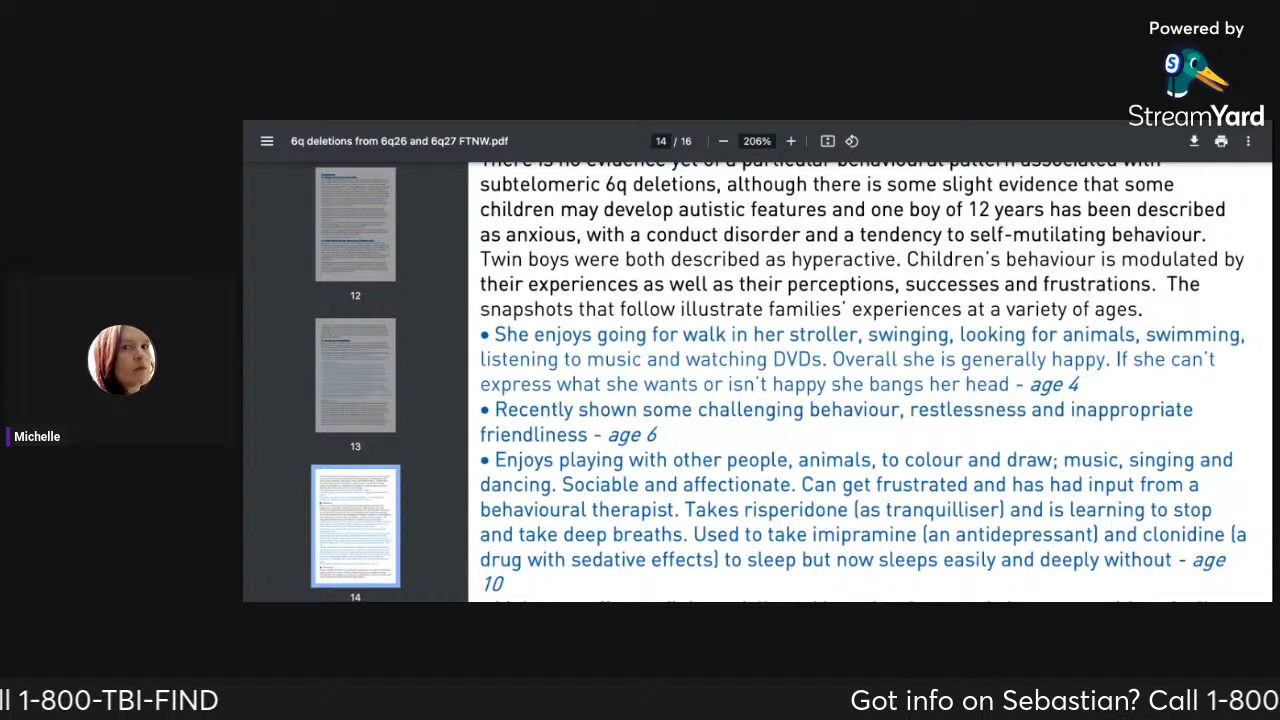 Powered by
StreamYard
6q deletions from 6q26 and 6q27 FTNW.pdf
14 / 16
206%
There is no evidence yet of a particular behavioural pattern associated with
subtelomeric 6q deletions, although there is some slight evidence that some
children may develop autistic features and one boy of 12 years has been described
as anxious, with a conduct disorder and a tendency to self-mutilating behaviour.
Twin boys were both described as hyperactive. Children's behaviour is modulated by
their experiences as well as their perceptions, successes and frustrations. The
snapshots that follow illustrate families' experiences at a variety of ages.
• She enjoys going for walk in her stroller, swinging, looking for animals, swimming,
listening to music and watching DVDs. Overall she is generally happy. If she can't
express what she wants or isn't happy she bangs her head - age 4
• Recently shown some challenging behaviour, restlessness and inappropriate
friendliness - age 6
• Enjoys playing with other people, animals, to colour and draw; music, singing and
dancing. Sociable and affectionate. Can get frustrated and has had input from a
behavioural therapist. Takes risperidone (as tranquilliser) and is learning to stop
and take deep breaths. Used to take imipramine (an antidepressant) and clonidine (a
drug with sedative effects) to sleep but now sleeps easily and deeply without - age
10
12
13
14
Michelle
ll 1-800-TBI-FIND
Got info on Sebastian? Call 1-800